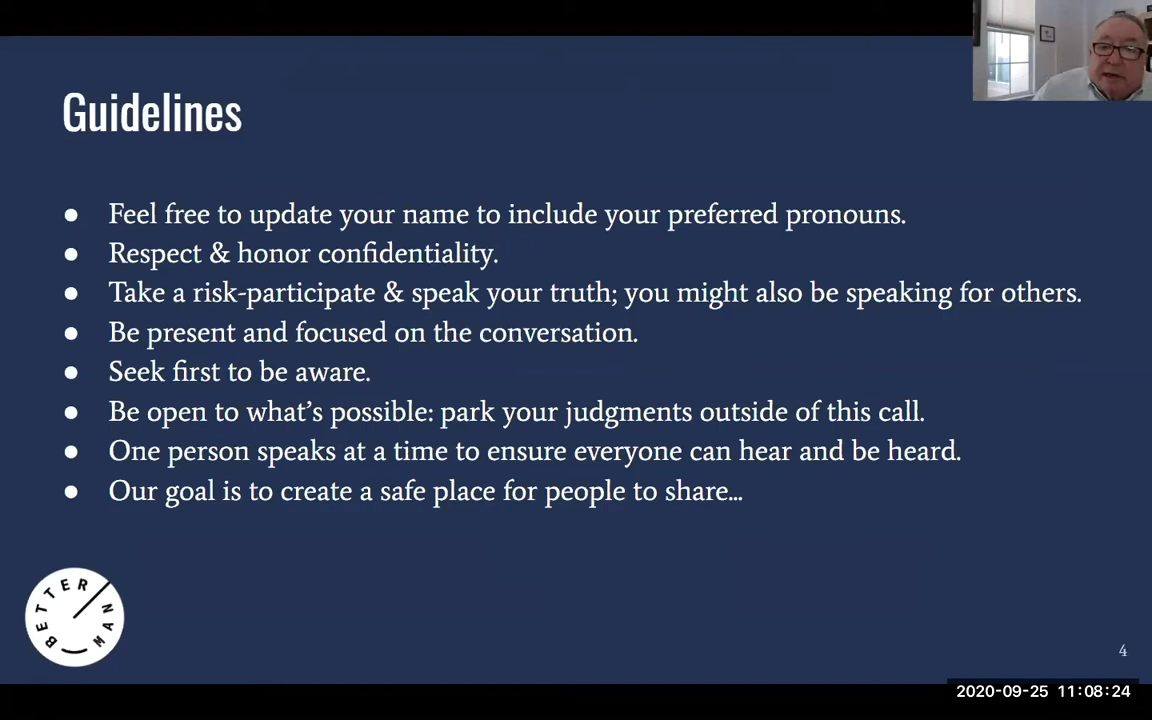 Guidelines
● Feel free to update your name to include your preferred pronouns.
● Respect & honor confidentiality.
● Take a risk-participate & speak your truth; you might also be speaking for others.
● Be present and focused on the conversation.
● Seek first to be aware.
● Be open to what’s possible: park your judgments outside of this call.
● One person speaks at a time to ensure everyone can hear and be heard.
● Our goal is to create a safe place for people to share...
BETTER MAN
4
2020-09-25 11:08:24